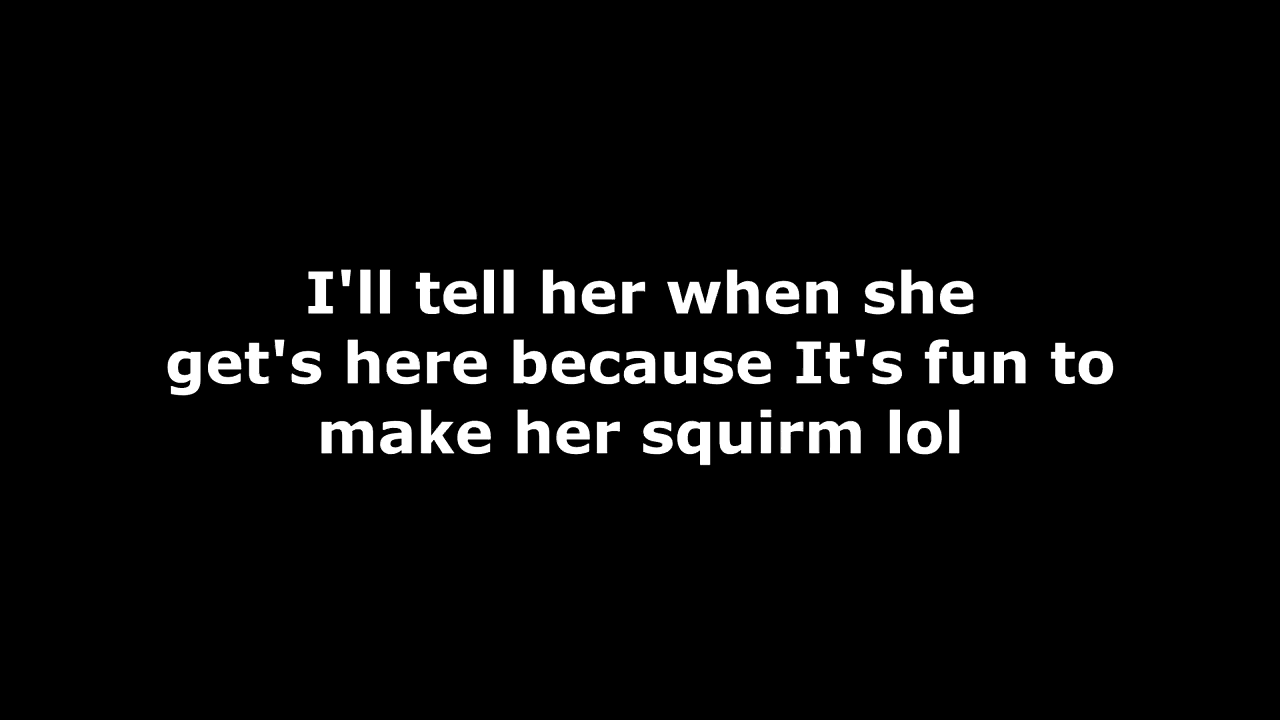 I'll tell her when she
get's here because It's fun to
make her squirm lol